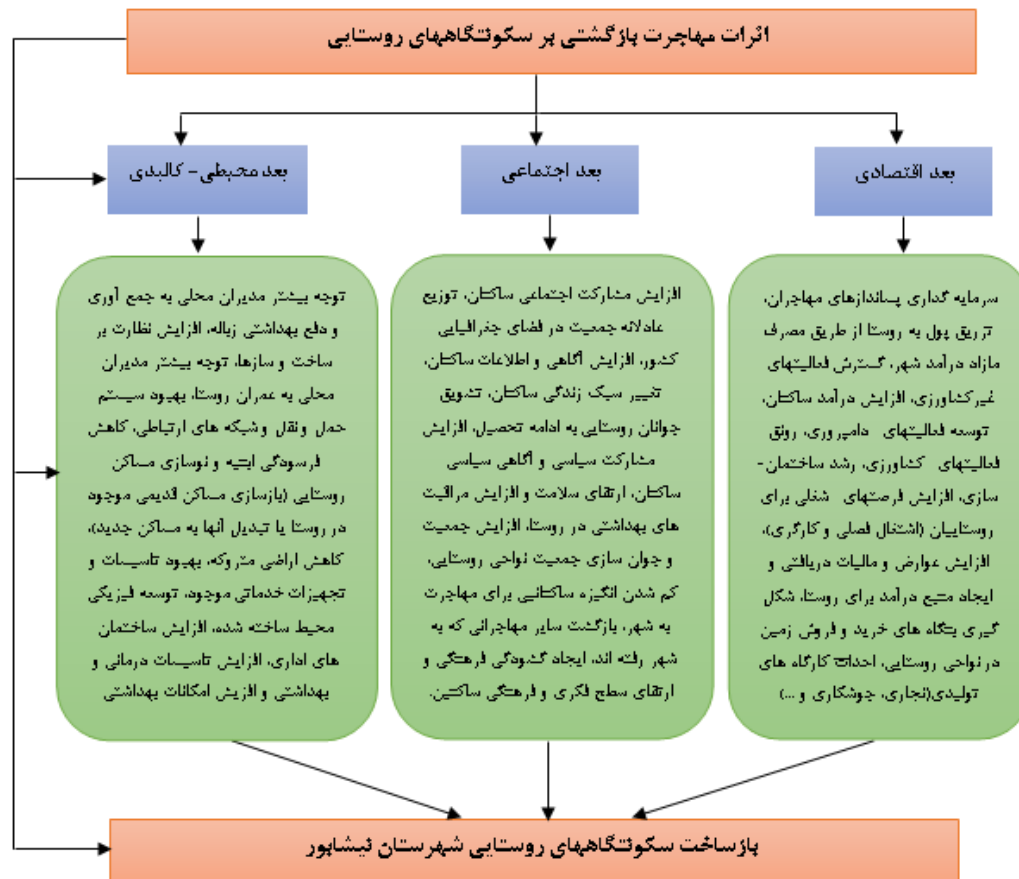 اثرات مهاجرت بازگشتی بر سکونتگاههای روستایی
بعد اقتصادی
بعد اجتماعی
بعد محیطی- کالبدی
سرمایه گذاری پساندازهای مهاجران،
تزریق پول به روستا از طریق مصرف
مازاد درآمد شهر، گسترش فعالیتهای
غیرکشاورزی، افزایش درآمد ساکنان،
توسعه فعالیتهای دامپروری، رونق
فعالیتهای کشاورزی، رشد ساختمان-
سازی، افزایش فرصتهای شغلی برای
روستاییان (اشتغال فصلی و کارگری)،
افزایش عوارض و مالیات دریافتی و
ایجاد منبع درآمد برای روستا، شکل
گیری بنگاه های خرید و فروش زمین
در نواحی روستایی، احداث کارگاه های
تولیدی(نجاری، جوشکاری و ...)
افزایش مشارکت اجتماعی ساکنان، توزیع
عادلانه جمعیت در فضای جغرافیایی
کشور، افزایش آگاهی و اطلاعات ساکنان،
تغییر سبک زندگی ساکنان، تشویق
جوانان روستایی به ادامه تحصیل، افزایش
مشارکت سیاسی و آگاهی سیاسی
ساکنان، ارتقای سلامت و افزایش مراقبت
های بهداشتی در روستا، افزایش جمعیت
و جوان سازی جمعیت نواحی روستایی،
کم شدن انگیزه ساکنانیی برای مهاجرت
به شهر، بازگشت سایر مهاجرانی که به
شهر رفته اند، ایجاد گشودگی فرهنگی و
ارتقای سطح فکری و فرهنگی ساکنین.
توجه بیشتر مدیران محلی به جمع آوری
و دفع بهداشتی زباله، افزایش نظارت بر
ساخت و سازها، توجه بیشتر مدیران
محلی به عمران روستا، بهبود سیستم
حمل و نقل و شبکه های ارتباطی، کاهش
فرسودگی ابنیه و نوسازی مساکن
روستایی (بازسازی مساکن قدیمی موجود
در روستا یا تبدیل آنها به مساکن جدید)،
کاهش اراضی متروکه، بهبود تاسیسات و
تجهیزات خدماتی موجود، توسعه فیزیکی
محیط ساخته شده، افزایش ساختمان
های اداری، افزایش تاسیسات درمانی و
بهداشتی و افزیش امکانات بهداشتی
بازساخت سکونتگاههای روستایی شهرستان نیشابور